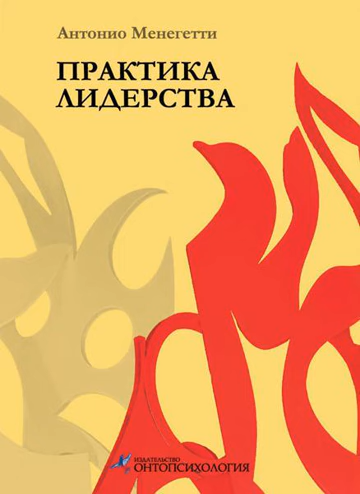 Антонио Менегетти
ПРАКТИКА
ЛИДЕРСТВА
ИЗДАТЕЛЬСТВО
ОНТОПСИХОЛОГИЯ